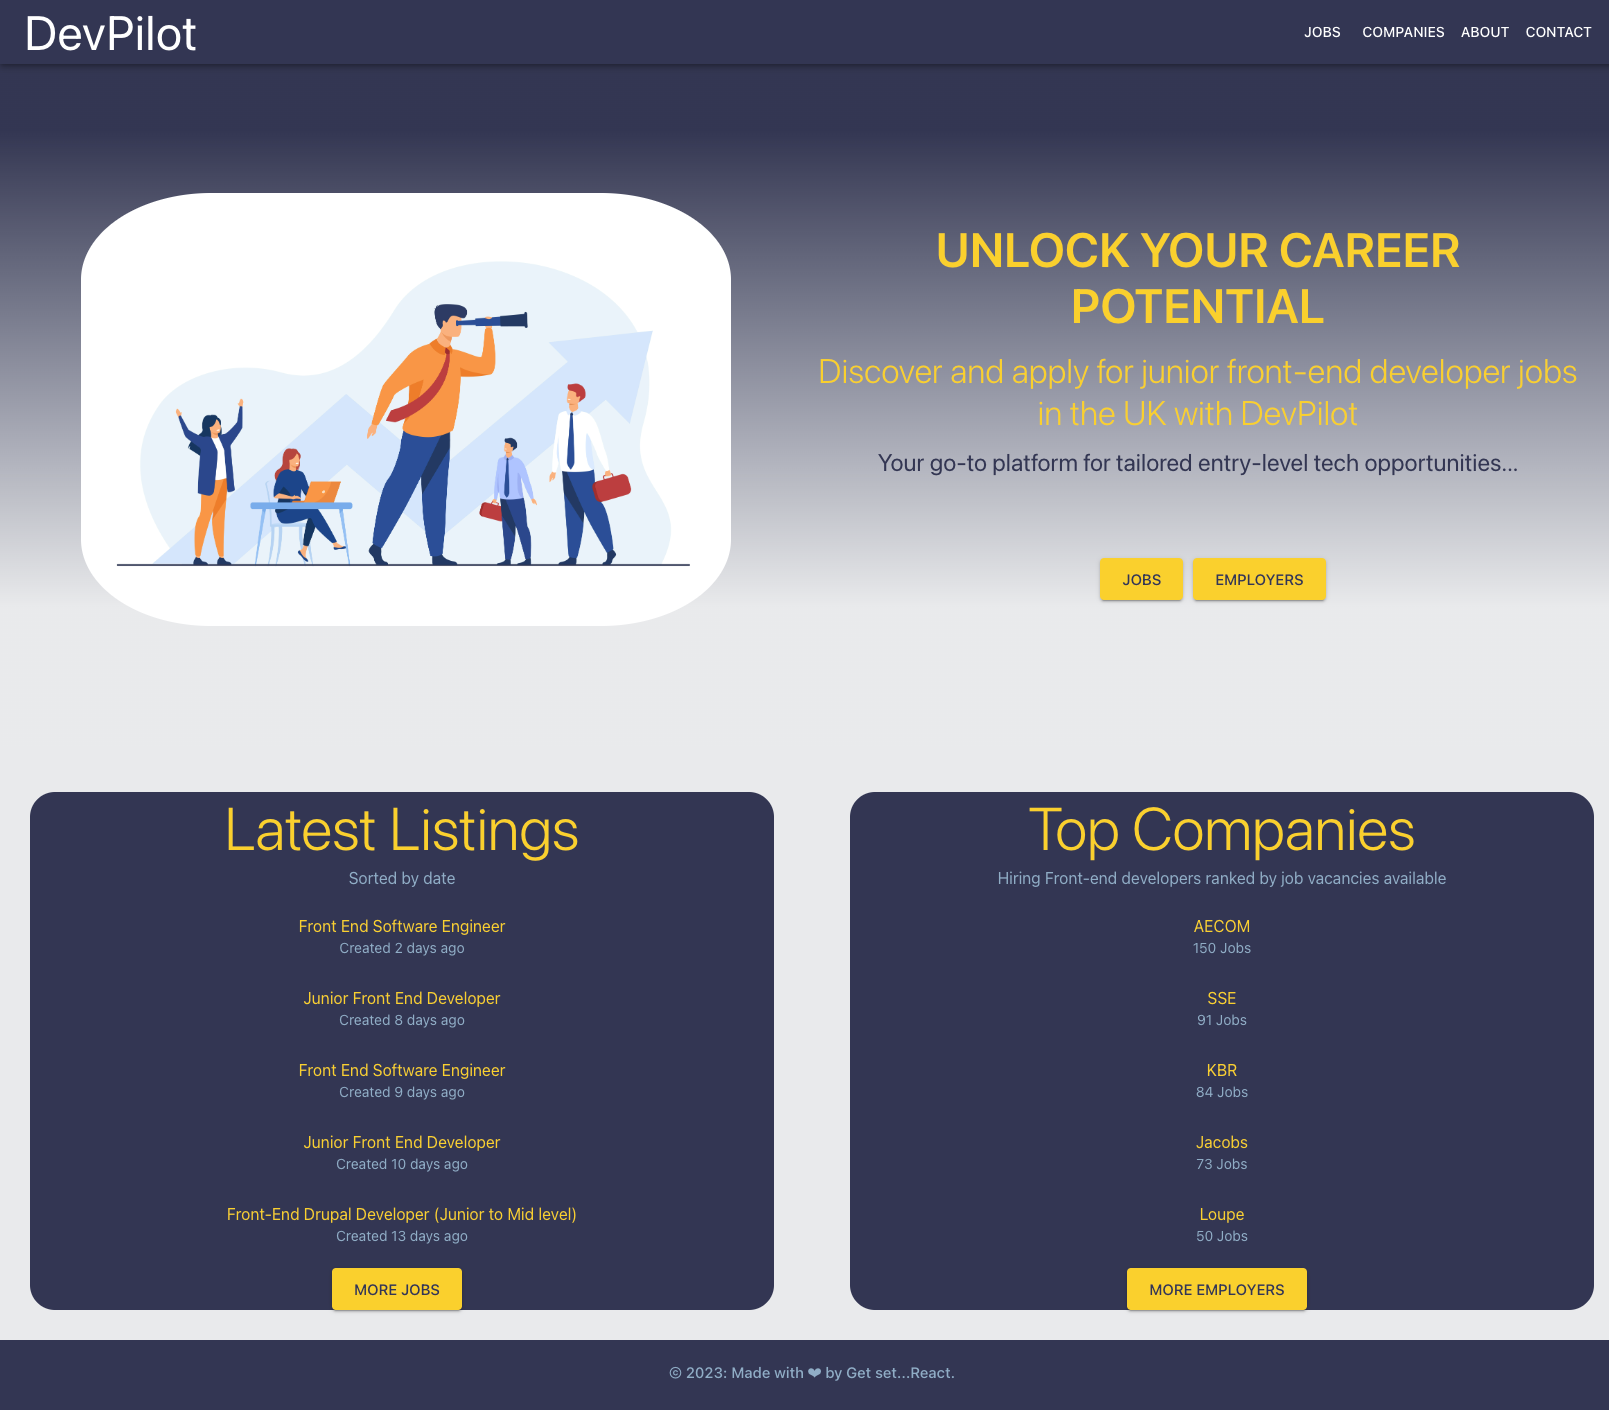 DevPilot
JOBS COMPANIES ABOUT CONTACT
UNLOCK YOUR CAREER
POTENTIAL
Discover and apply for junior front-end developer jobs
in the UK with DevPilot
Your go-to platform for tailored entry-level tech opportunities...
JOBS EMPLOYERS
Latest Listings
Sorted by date
Front End Software Engineer
Created 2 days ago
Junior Front End Developer
Created 8 days ago
Front End Software Engineer
Created 9 days ago
Junior Front End Developer
Created 10 days ago
Front-End Drupal Developer (Junior to Mid level)
Created 13 days ago
MORE JOBS
Top Companies
Hiring Front-end developers ranked by job vacancies available
AECOM
150 Jobs
SSE
91 Jobs
KBR
84 Jobs
Jacobs
73 Jobs
Loupe
50 Jobs
MORE EMPLOYERS
© 2023: Made with ❤ by Get set...React.